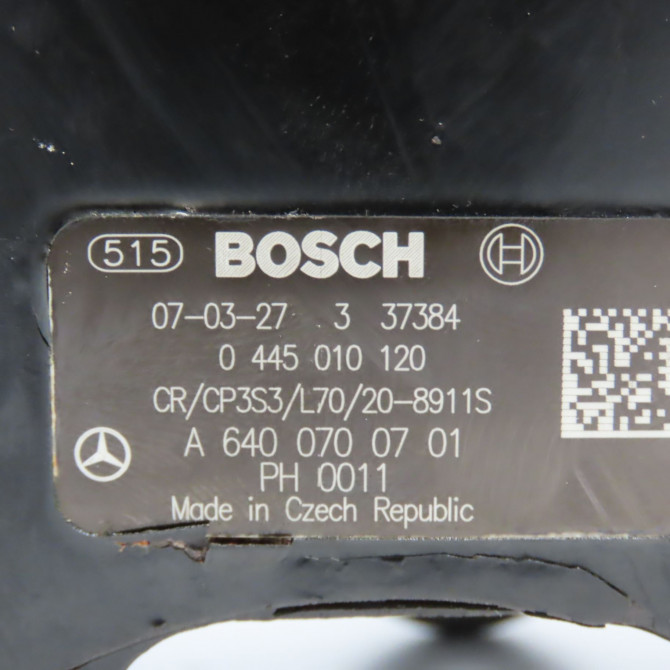 515 BOSCH
07-03-27 3 37384
0 445 010 120
CR/CP3S3/L70/20-8911S
A 640 070 07 01
PH 0011
Made in Czech Republic